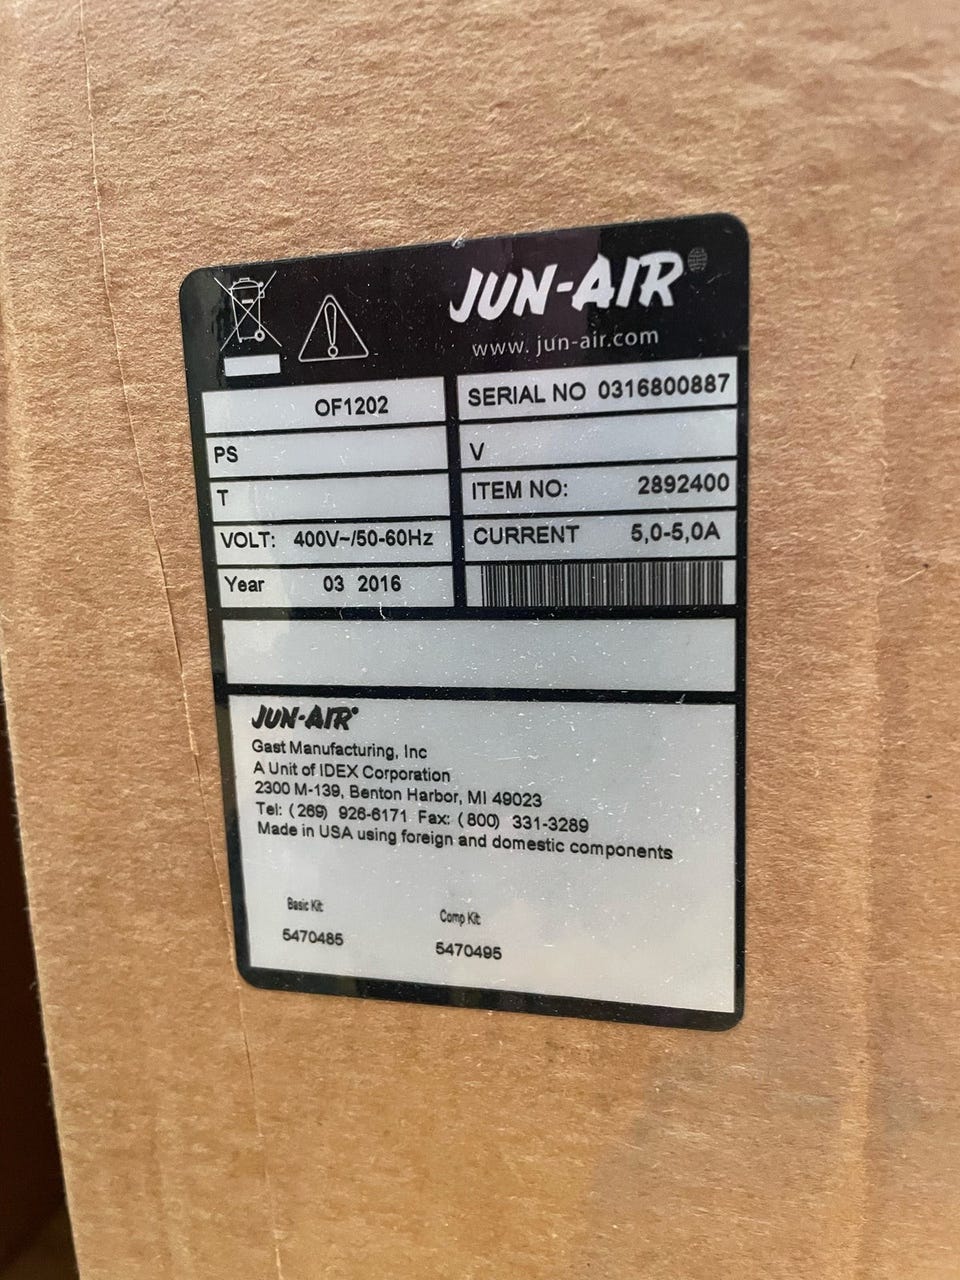 JUN-AIR®
www.jun-air.com
OF1202
SERIAL NO 0316800887
PS
V
T
ITEM NO: 2892400
VOLT: 400V~/50-60Hz
CURRENT 5,0-5,0A
Year 03 2016
JUN-AIR®
Gast Manufacturing, Inc
A Unit of IDEX Corporation
2300 M-139, Benton Harbor, MI 49023
Tel: (269) 926-6171 Fax: (800) 331-3289
Made in USA using foreign and domestic components
Basic Kit
Comp Kit
5470485
5470495